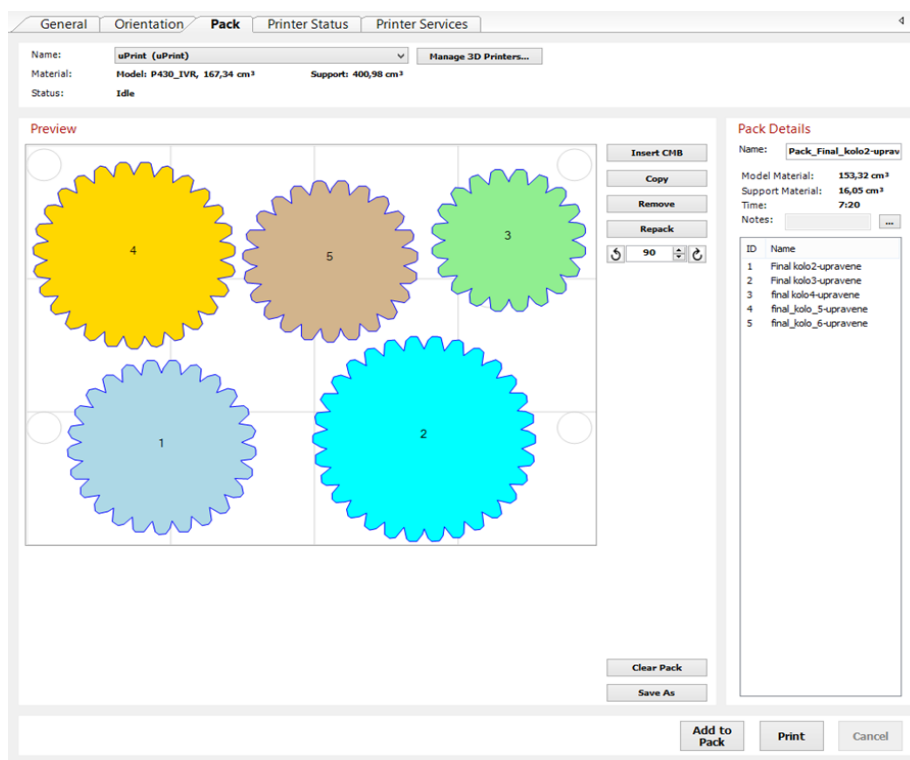 General Orientation Pack Printer Status Printer Services
Name: uPrint (uPrint) Manage 3D Printers...
Material: Model: P430_IVR, 167,34 cm³ Support: 400,98 cm³
Status: Idle
Preview
4
5
3
1
2
Insert CMB
Copy
Remove
Repack
90
Clear Pack
Save As
Pack Details
Name: Pack_Final_kolo2-uprav
Model Material: 153,32 cm³
Support Material: 16,05 cm³
Time: 7:20
Notes: ...
ID Name
1 Final kolo2-upravene
2 Final kolo3-upravene
3 final kolo4-upravene
4 final_kolo_5-upravene
5 final_kolo_6-upravene
Add to
Pack
Print
Cancel